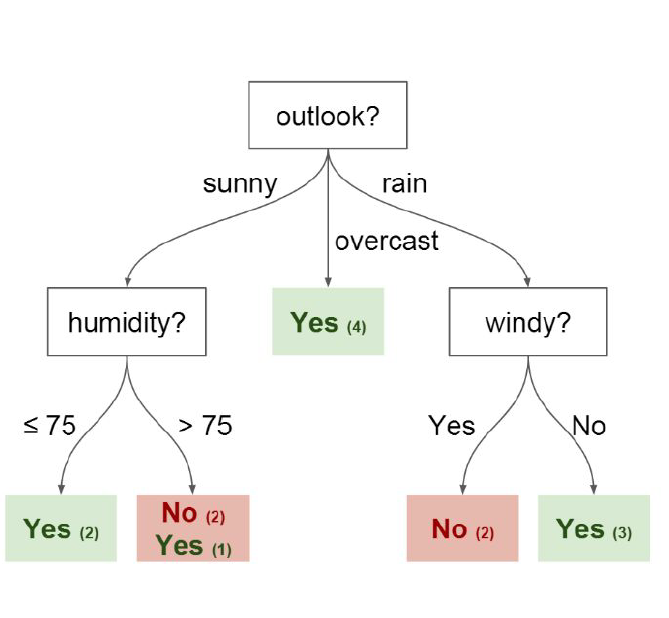 outlook?
sunny
rain
overcast
humidity?
Yes (4)
windy?
≤ 75
> 75
Yes
No
Yes (2)
No (2)
Yes (1)
No (2)
Yes (3)